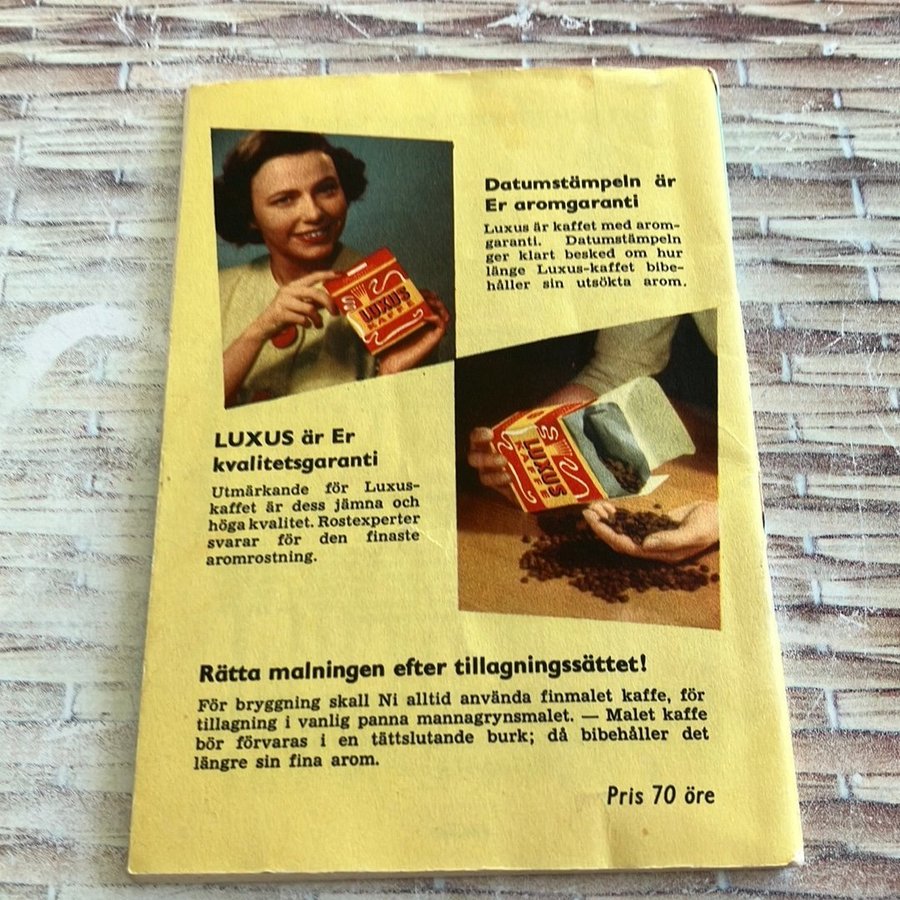 Datumstämpeln är
Er aromgaranti
Luxus är kaffet med arom-
garanti. Datumstämpeln
ger klart besked om hur
länge Luxus-kaffet bibe-
håller sin utsökta arom.
LUXUS
KAFFE
LUXUS är Er
kvalitetsgaranti
Utmärkande för Luxus-
kaffet är dess jämna och
höga kvalitet. Rostexperter
svarar för den finaste
aromrostning.
LUXUS
KAFFE
Rätta malningen efter tillagningssättet!
För bryggning skall Ni alltid använda finmalet kaffe, för
tillagning i vanlig panna mannagrynsmalet. — Malet kaffe
bör förvaras i en tättslutande burk; då bibehåller det
längre sin fina arom.
Pris 70 öre